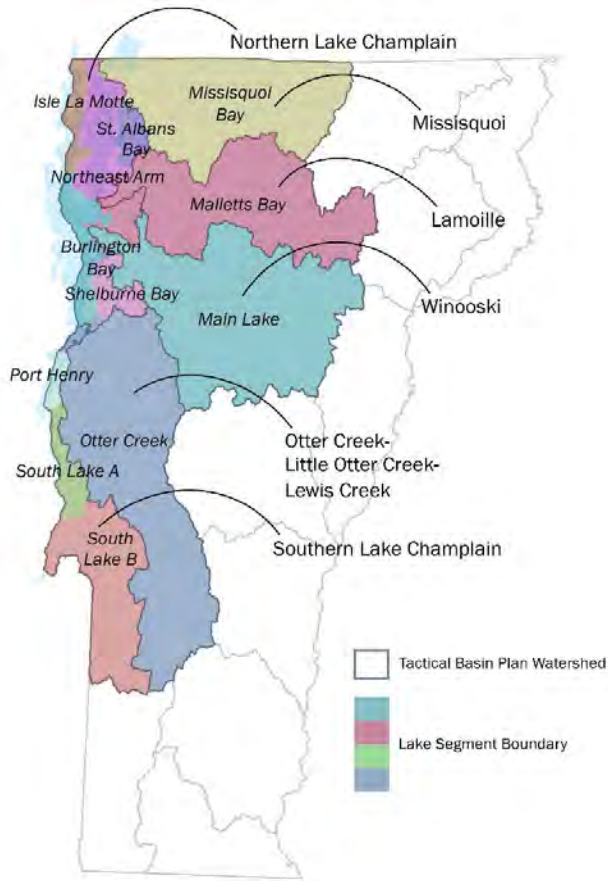 Northern Lake Champlain
Isle La Motte
Missisquoi
Bay
St. Albans
Bay
Missisquoi
Northeast Arm
Malletts Bay
Lamoille
Burlington
Bay
Shelburne Bay
Winooski
Main Lake
Port Henry
Otter Creek
Otter Creek-
Little Otter Creek-
Lewis Creek
South Lake A
South
Lake B
Southern Lake Champlain
Tactical Basin Plan Watershed
Lake Segment Boundary